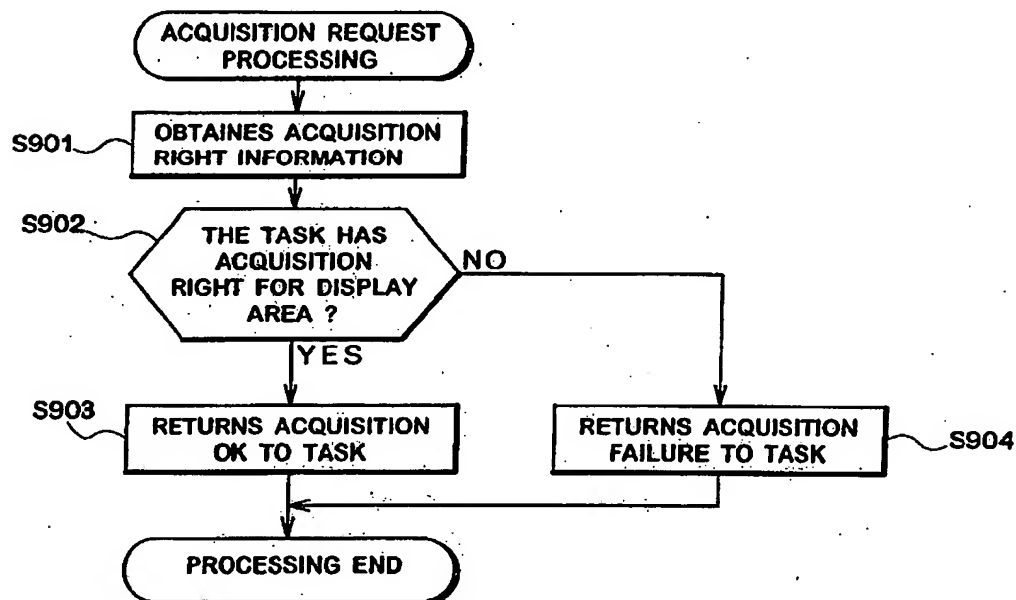 ACQUISITION REQUEST
PROCESSING
S901
OBTAINES ACQUISITION
RIGHT INFORMATION
S902
THE TASK HAS
ACQUISITION
RIGHT FOR DISPLAY
AREA ?
NO
YES
S903
RETURNS ACQUISITION
OK TO TASK
RETURNS ACQUISITION
FAILURE TO TASK
S904
PROCESSING END